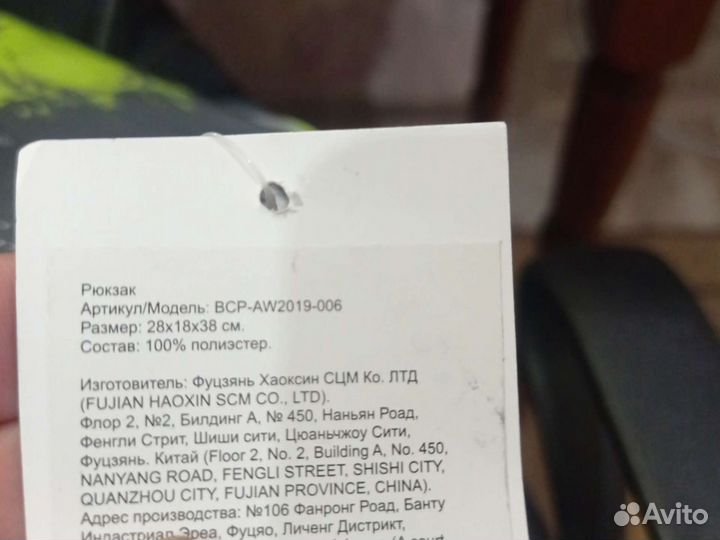 Рюкзак
Артикул/Модель: BCP-AW2019-006
Размер: 28x18x38 см.
Состав: 100% полиэстер.
Изготовитель: Фуцзянь Хаоксин СЦМ Ко. ЛТД
(FUJIAN HAOXIN SCM CO., LTD).
Флор 2, №2, Билдинг А, № 450, Наньян Роад,
Фенгли Стрит, Шиши сити, Цюаньчжоу Сити,
Фуцзянь. Китай (Floor 2, No. 2, Building A, No. 450,
NANYANG ROAD, FENGLI STREET, SHISHI CITY,
QUANZHOU CITY, FUJIAN PROVINCE, CHINA).
Адрес производства: №106 Фанронг Роад, Банту
Индастриал Эреа, Фуцяо, Личенг Дистрикт,
Avito